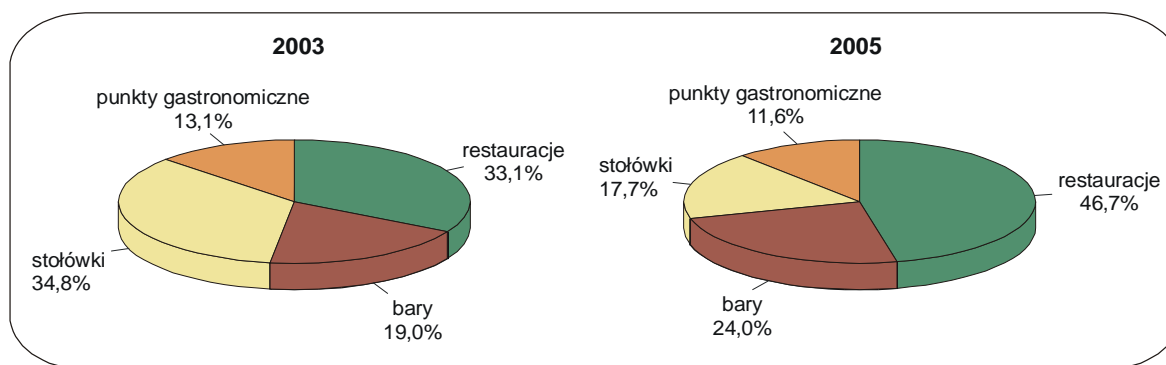 2003
punkty gastronomiczne
13,1%
restauracje
33,1%
stołówki
34,8%
bary
19,0%
2005
punkty gastronomiczne
11,6%
stołówki
17,7%
restauracje
46,7%
bary
24,0%